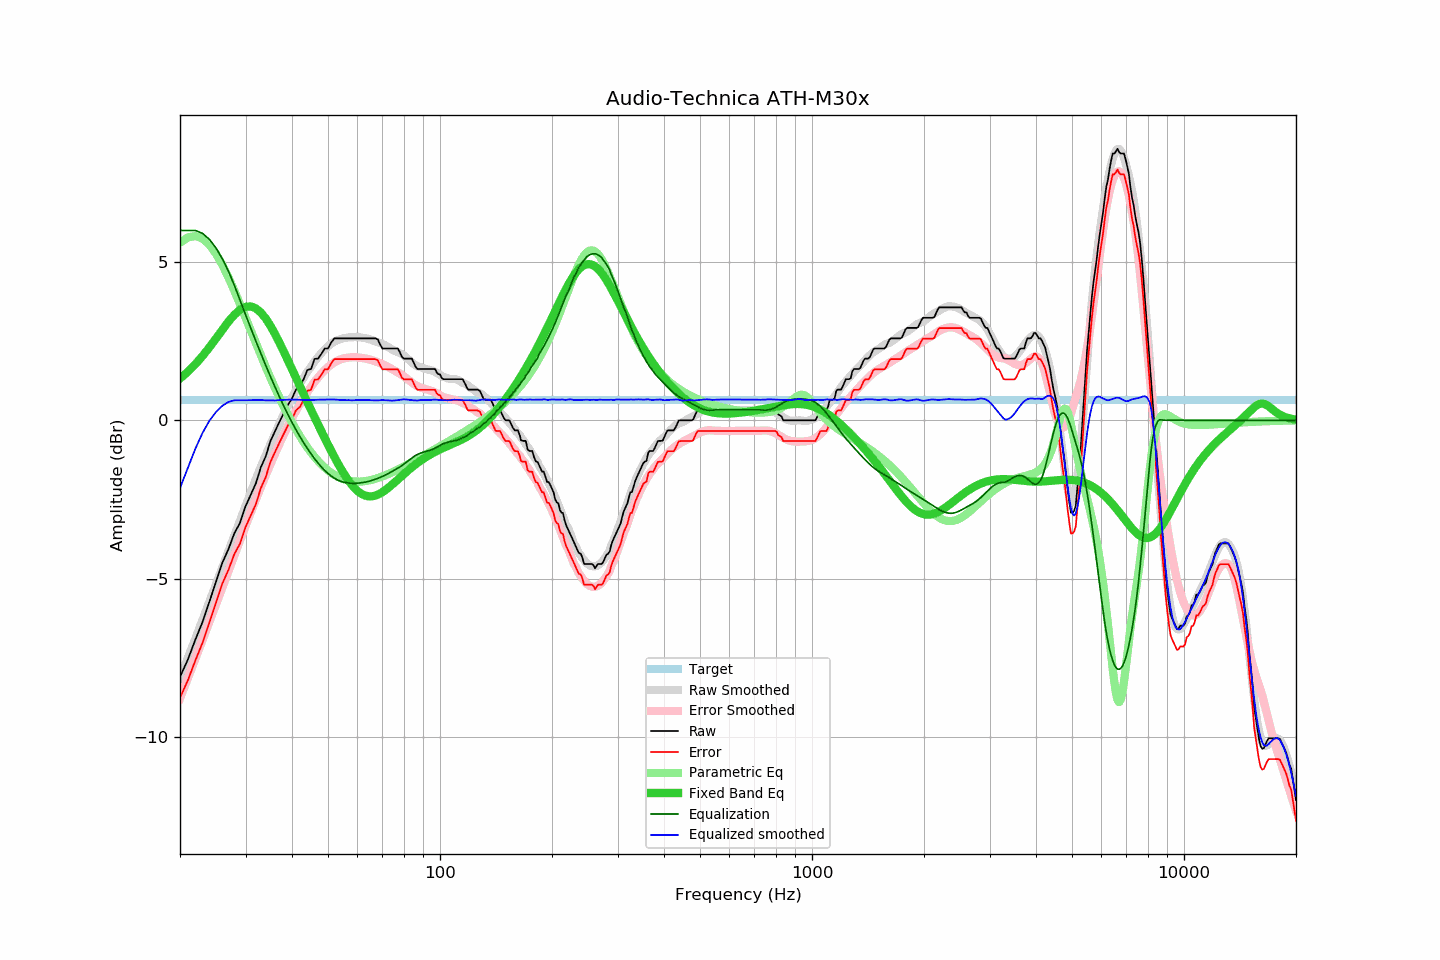 Audio-Technica ATH-M30x
Amplitude (dBr)
5
0
−5
−10
Target
Raw Smoothed
Error Smoothed
Raw
Error
Parametric Eq
Fixed Band Eq
Equalization
Equalized smoothed
100
1000
10000
Frequency (Hz)